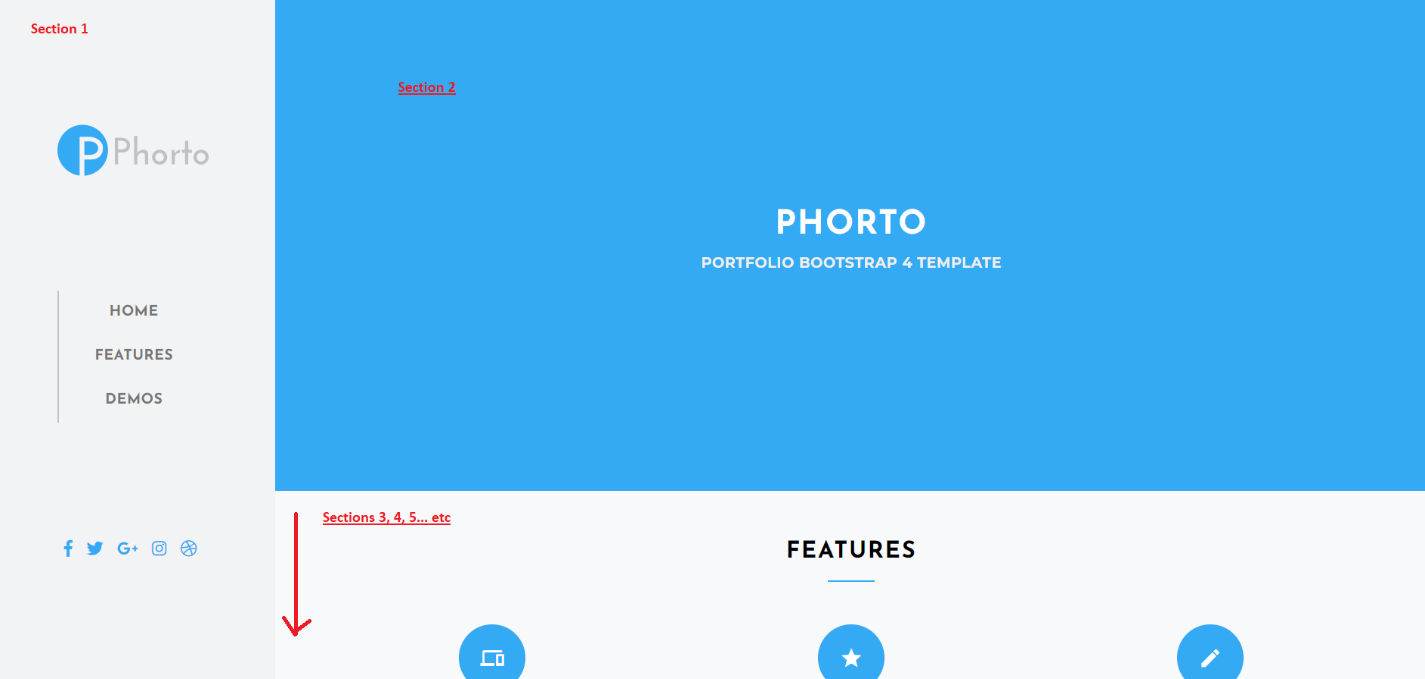 Section 1
Phorto
HOME
FEATURES
DEMOS
Section 2
PHORTO
PORTFOLIO BOOTSTRAP 4 TEMPLATE
Sections 3, 4, 5... etc
FEATURES